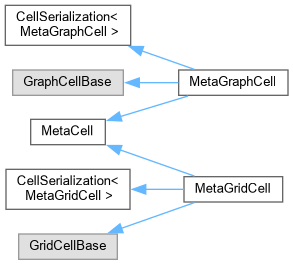 CellSerialization<
MetaGraphCell >
GraphCellBase
MetaGraphCell
MetaCell
CellSerialization<
MetaGridCell >
MetaGridCell
GridCellBase